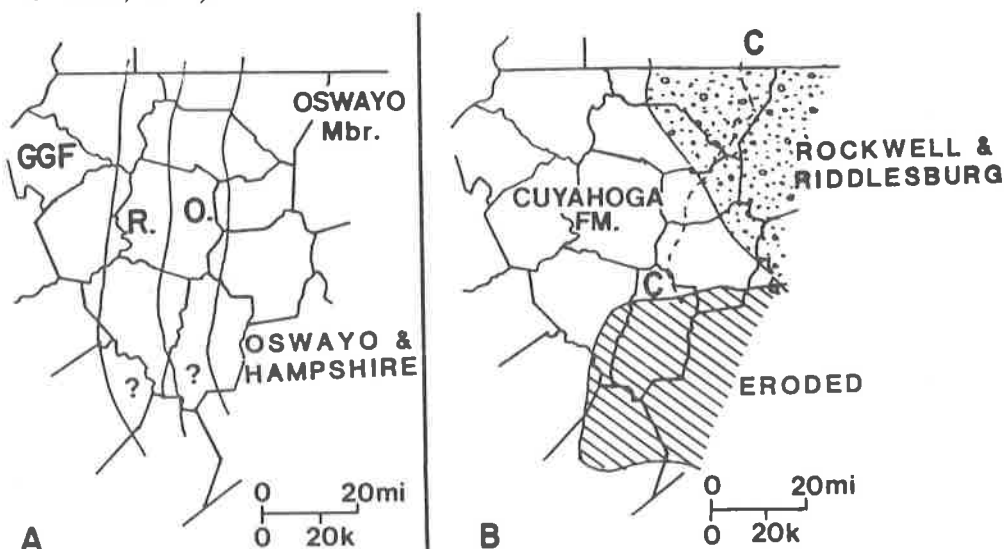 OSWAYO
Mbr.
GGF
R.
O.
OSWAYO &
HAMPSHIRE
?
?
0 20mi
0 20k
A
C
ROCKWELL &
RIDDLESBURG
CUYAHOGA
FM.
C
ERODED
0 20mi
0 20k
B